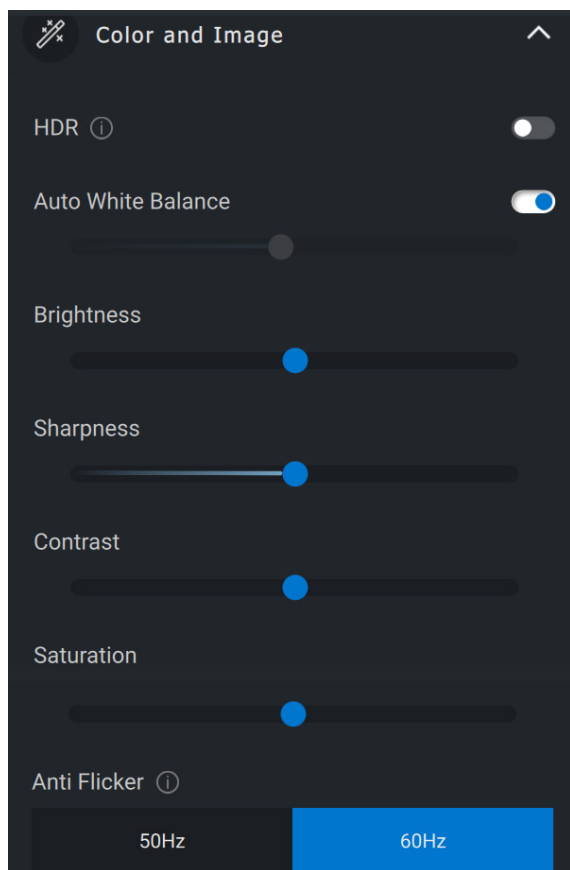 Color and Image
HDR
Auto White Balance
Brightness
Sharpness
Contrast
Saturation
Anti Flicker
50Hz
60Hz